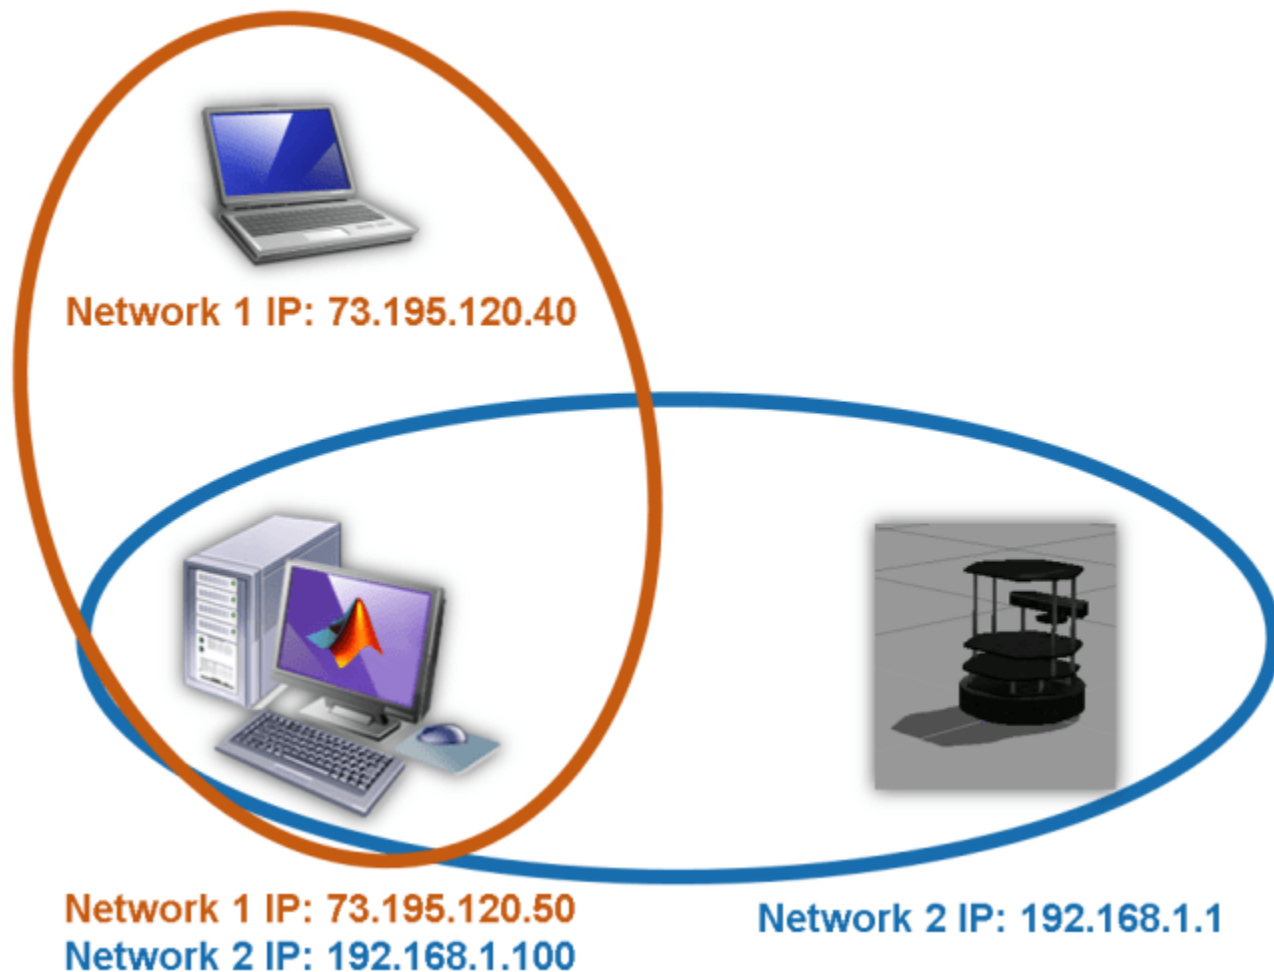 Network 1 IP: 73.195.120.40
Network 1 IP: 73.195.120.50
Network 2 IP: 192.168.1.100
Network 2 IP: 192.168.1.1